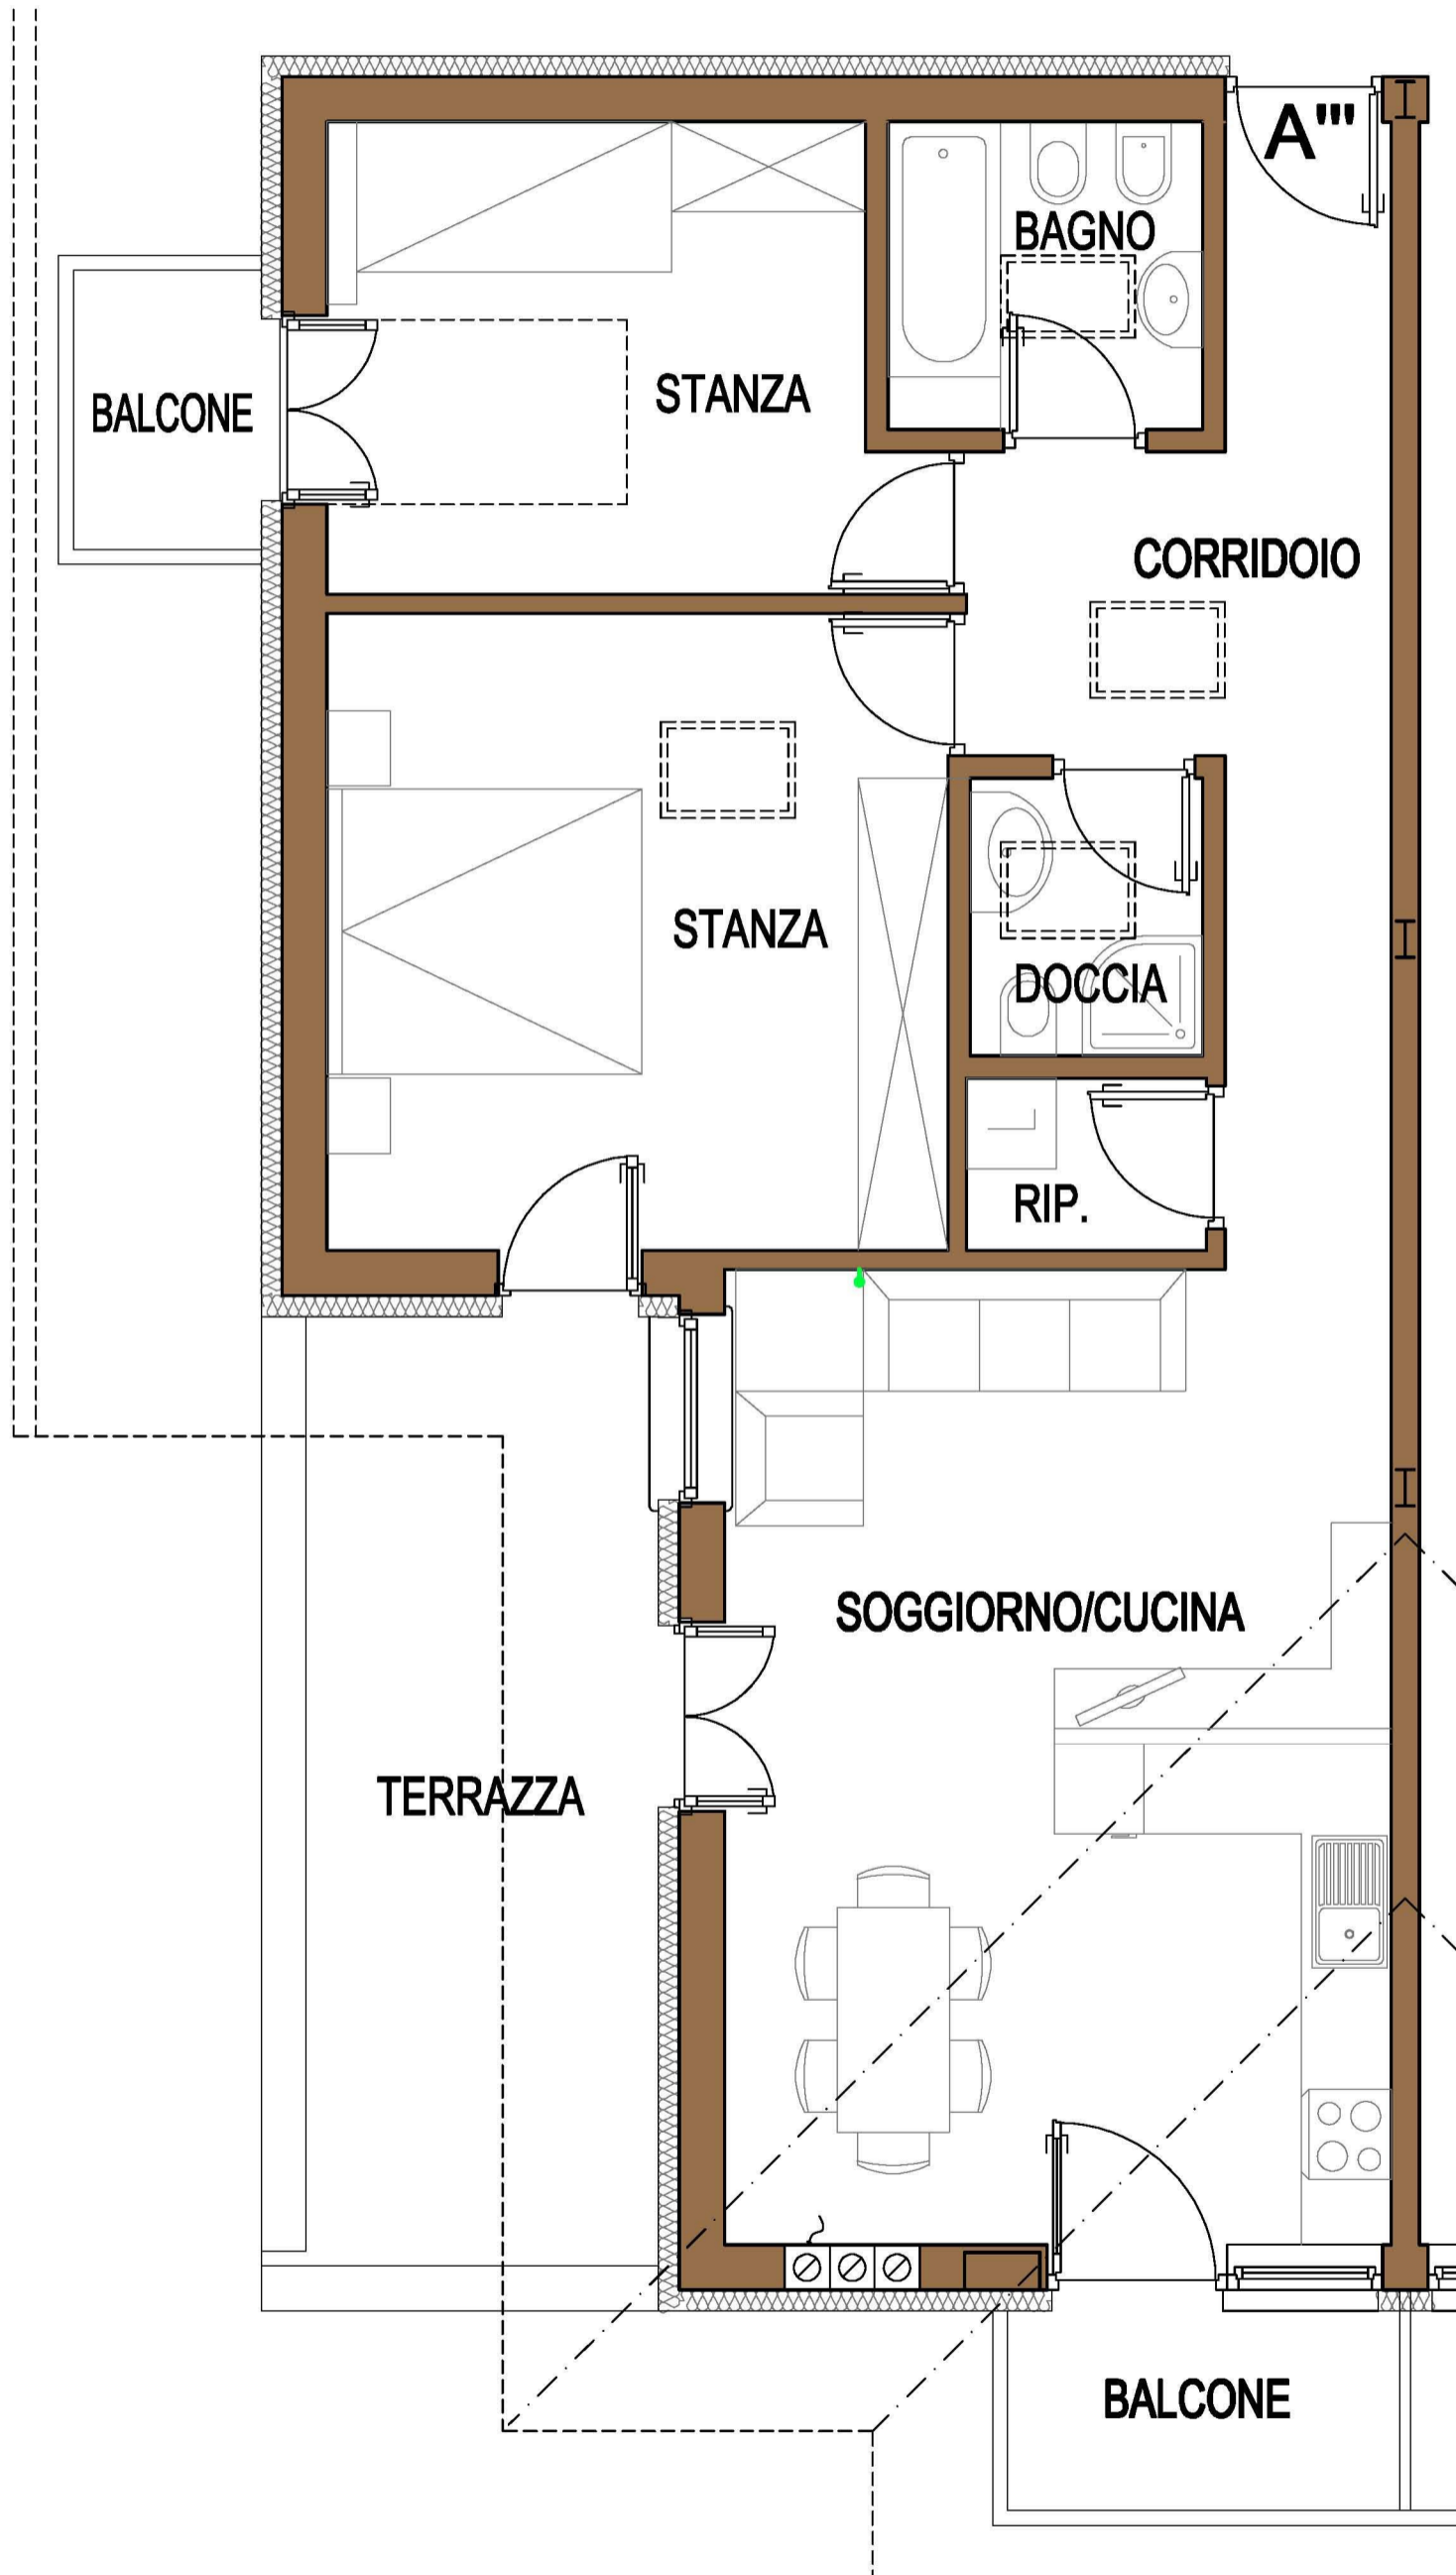 A'''
BAGNO
STANZA
BALCONE
CORRIDOIO
STANZA
DOCCIA
RIP.
SOGGIORNO/CUCINA
TERRAZZA
BALCONE